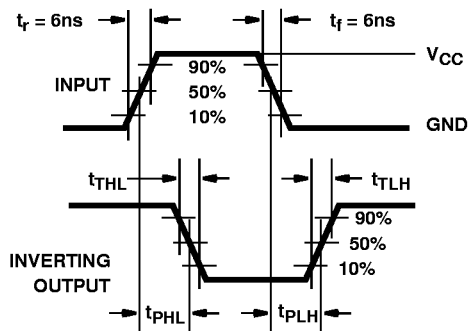 tr = 6ns
tf = 6ns
VCC
INPUT
90%
50%
10%
GND
tTHL
tTLH
90%
50%
10%
INVERTING
OUTPUT
tPHL
tPLH